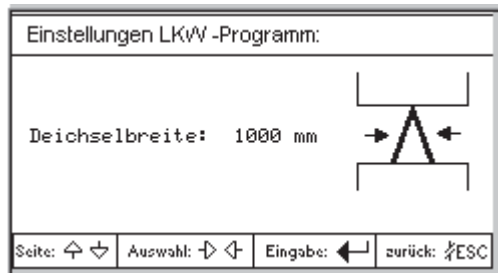 Einstellungen LKW -Programm:
Deichselbreite: 1000 mm
Seite: Auswahl: Eingabe: zurück: ESC